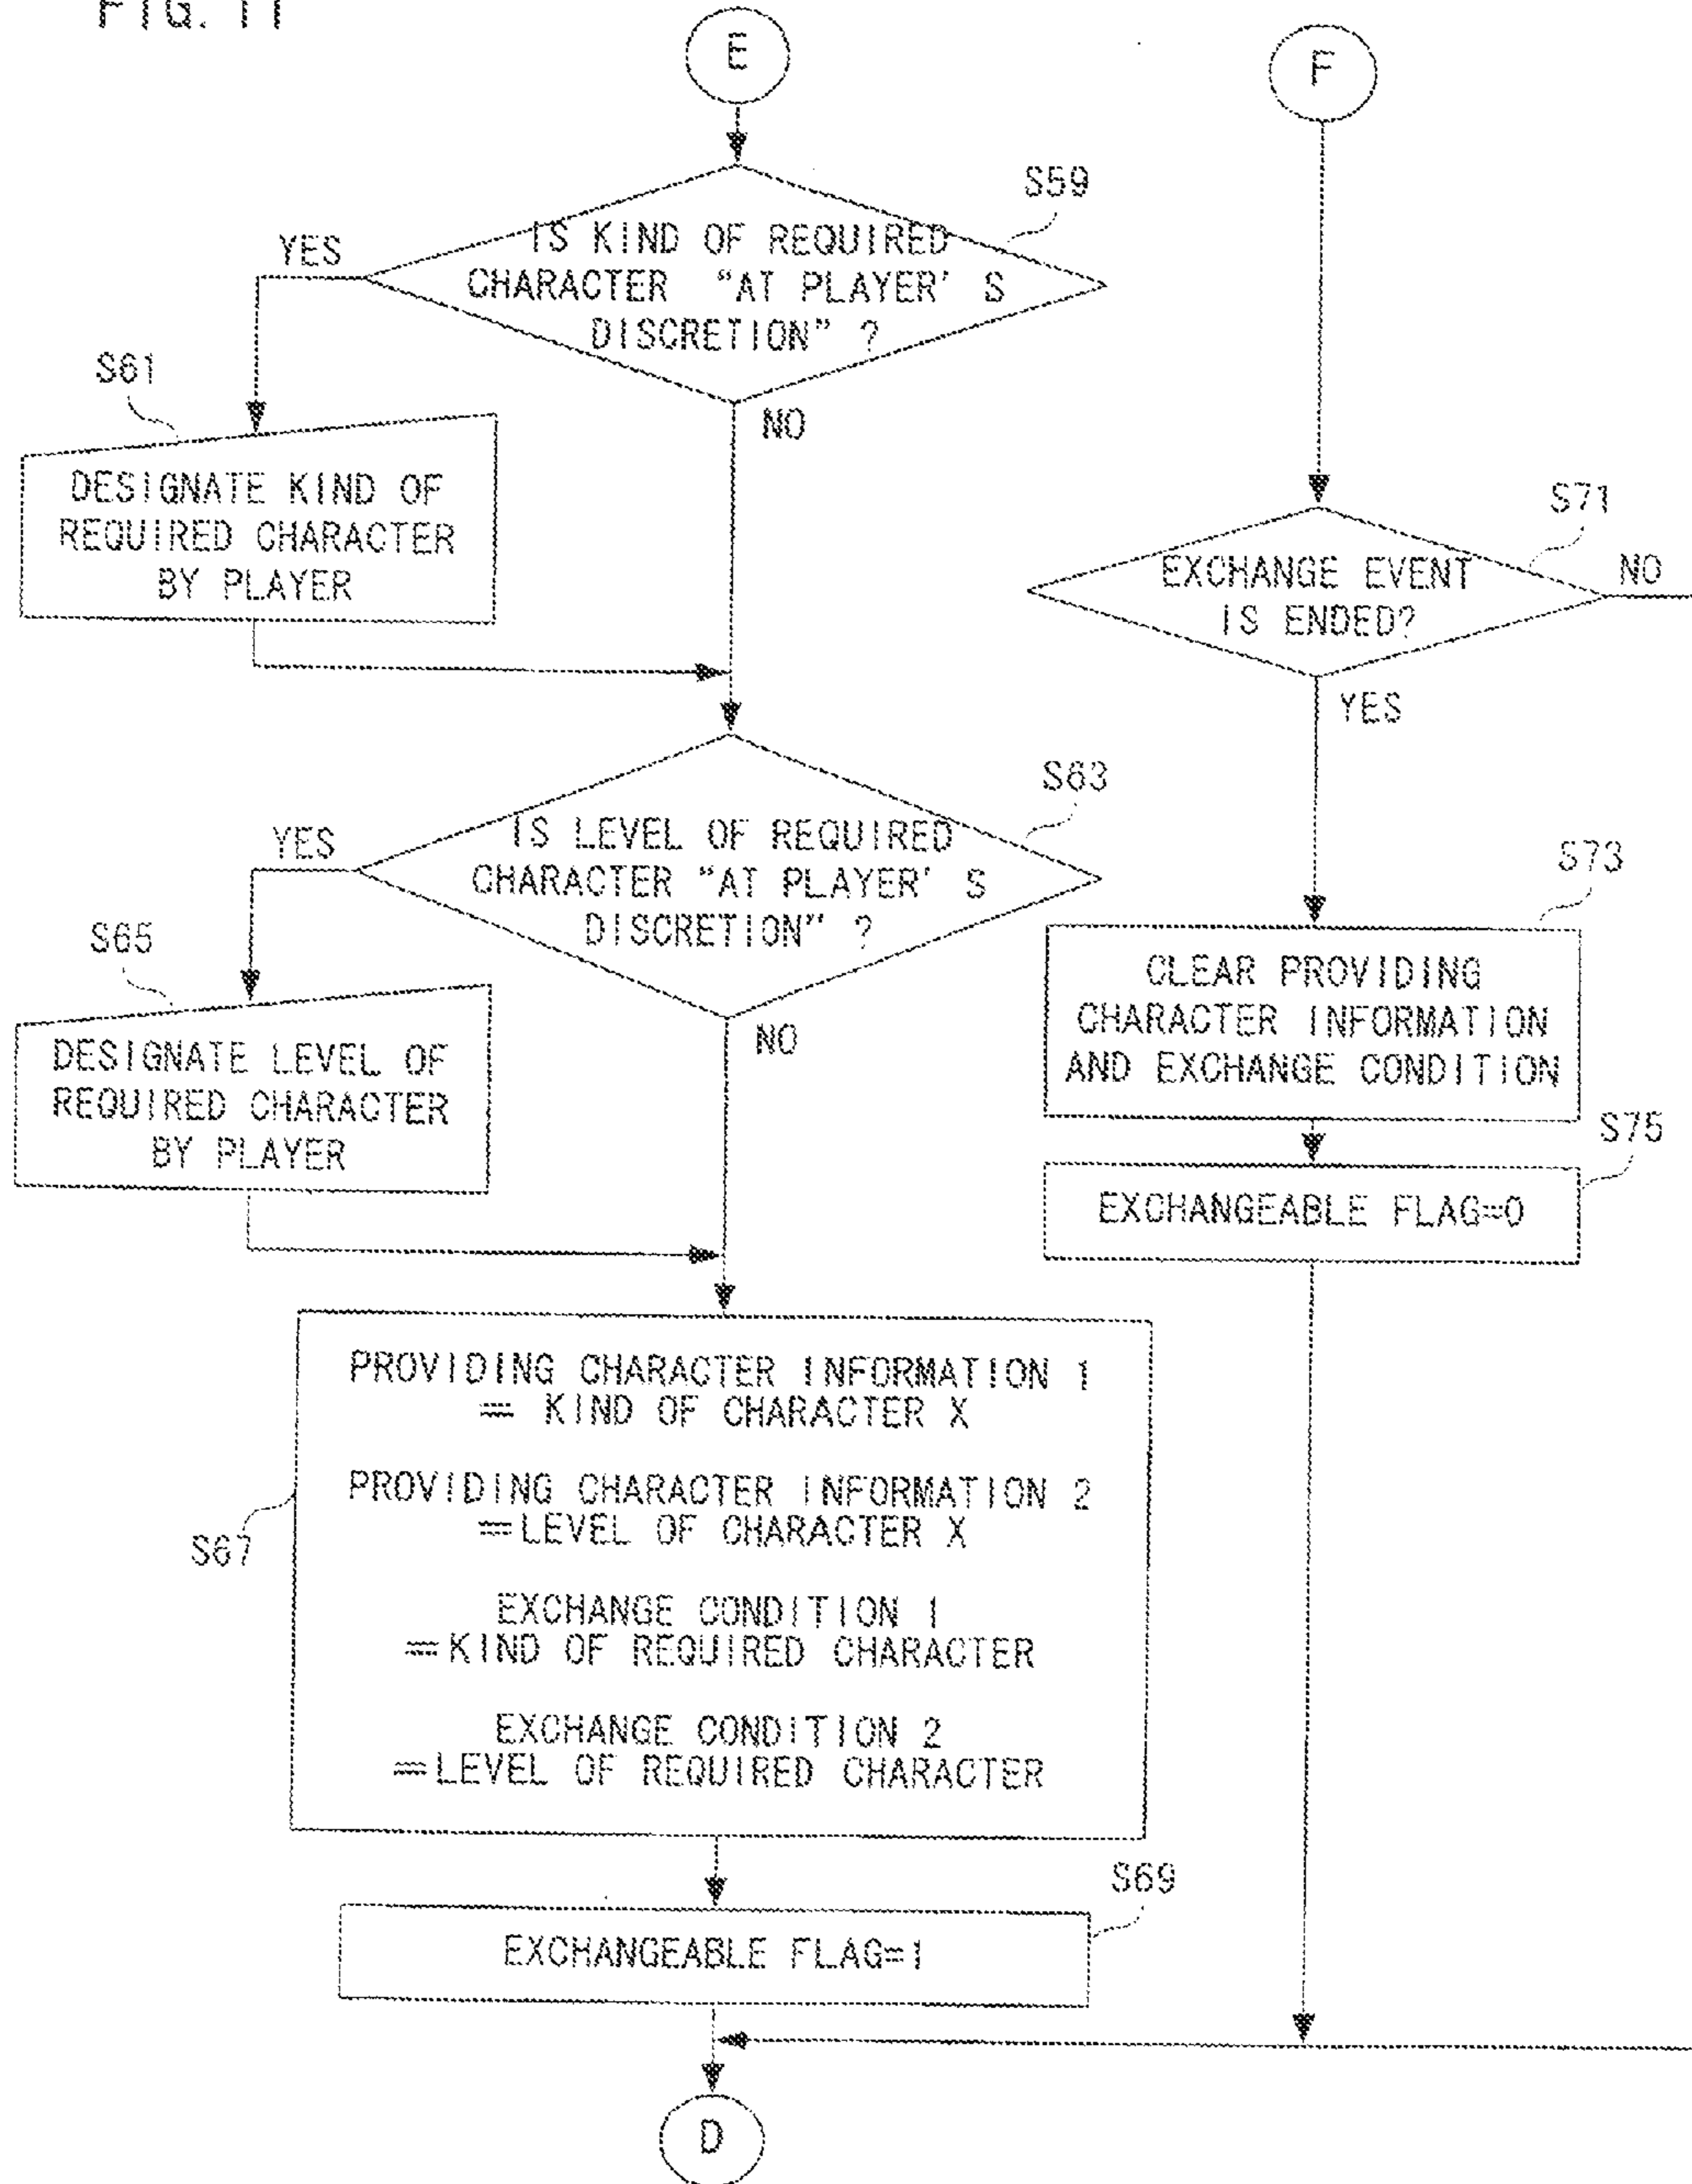 FIG. 11
E
S59
IS KIND OF REQUIRED
CHARACTER "AT PLAYER' S
DISCRETION" ?
YES
NO
S61
DESIGNATE KIND OF
REQUIRED CHARACTER
BY PLAYER
S63
IS LEVEL OF REQUIRED
CHARACTER "AT PLAYER' S
DISCRETION" ?
YES
NO
S65
DESIGNATE LEVEL OF
REQUIRED CHARACTER
BY PLAYER
S67
PROVIDING CHARACTER INFORMATION 1
= KIND OF CHARACTER X
PROVIDING CHARACTER INFORMATION 2
=LEVEL OF CHARACTER X
EXCHANGE CONDITION 1
=KIND OF REQUIRED CHARACTER
EXCHANGE CONDITION 2
=LEVEL OF REQUIRED CHARACTER
S69
EXCHANGEABLE FLAG=1
D
F
S71
EXCHANGE EVENT
IS ENDED?
NO
YES
S73
CLEAR PROVIDING
CHARACTER INFORMATION
AND EXCHANGE CONDITION
S75
EXCHANGEABLE FLAG=0